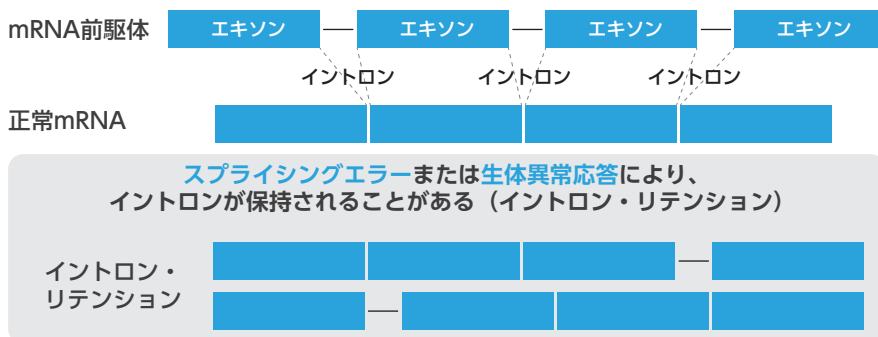 mRNA前駆体 エキソン エキソン エキソン エキソン
イントロン イントロン イントロン
正常mRNA
スプライシングエラーまたは生体異常応答により、
イントロンが保持されることがある（イントロン・リテンション）
イントロン・
リテンション